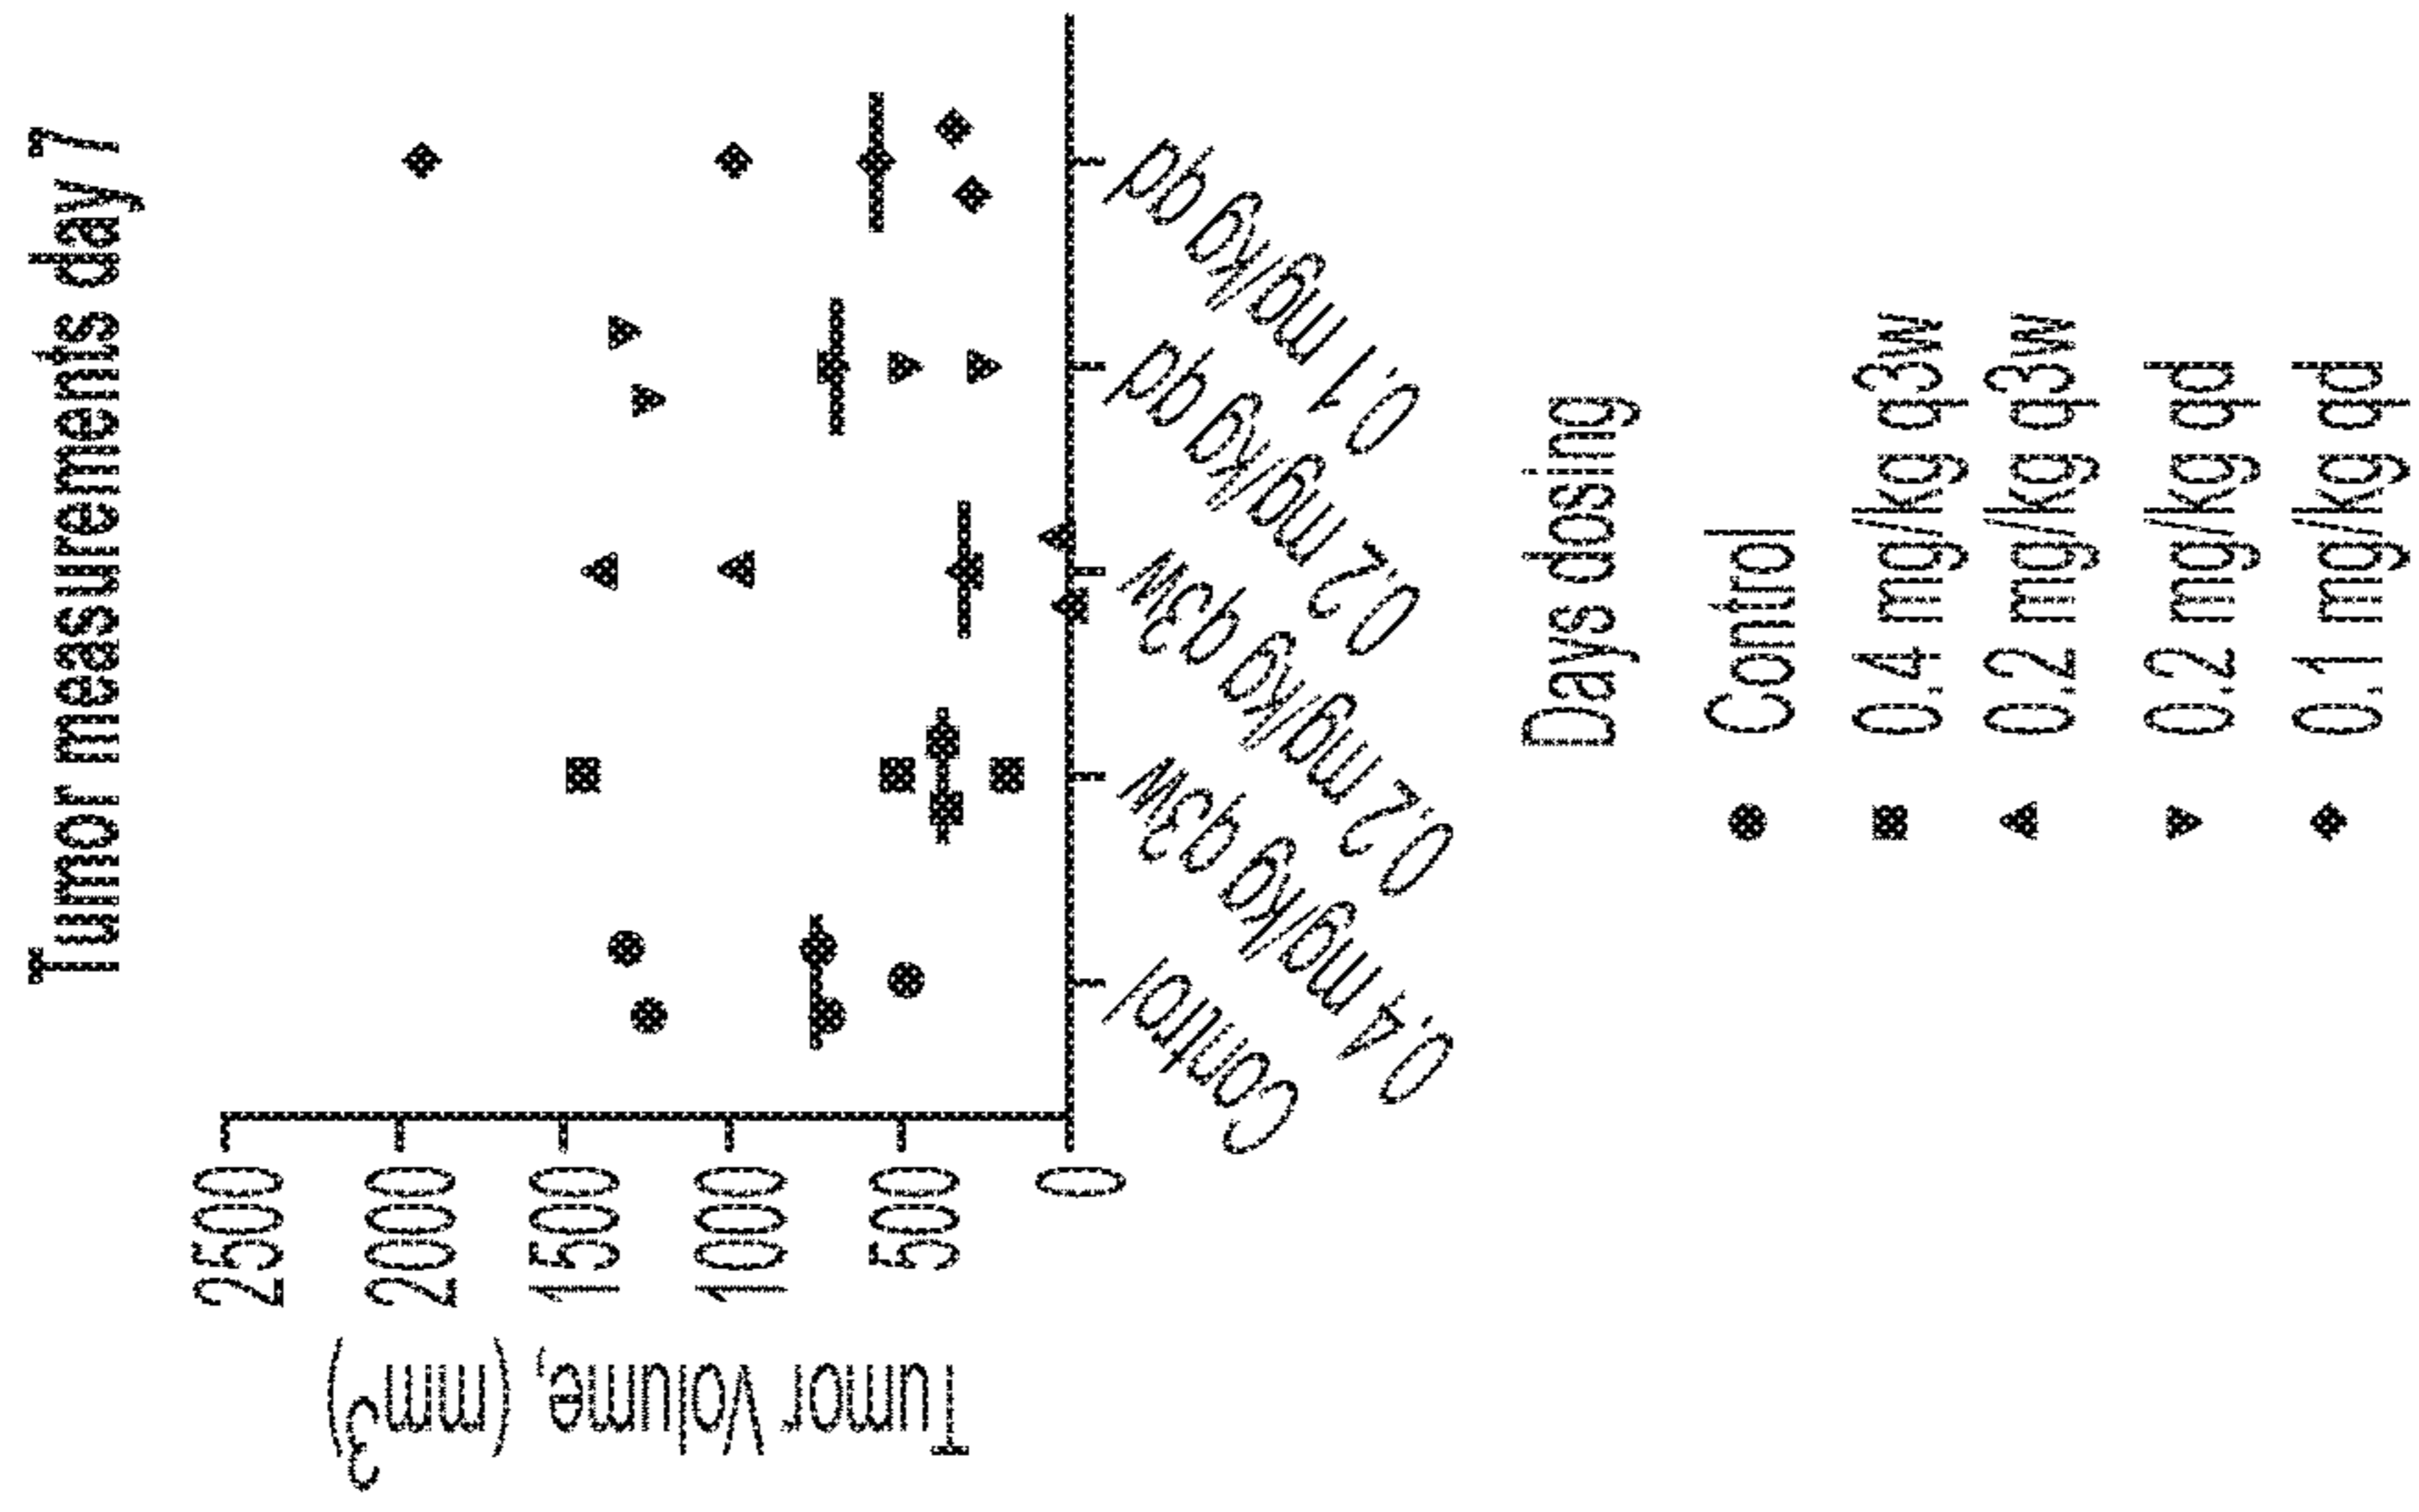 Tumor measurements day 7
Tumor Volume, (mm3)
2500
2000
1500
1000
500
0
Control
0.4 mg/kg q3w
0.2 mg/kg q3w
0.2 mg/kg qd
0.1 mg/kg qd
Days dosing
Control
0.4 mg/kg q3w
0.2 mg/kg q3w
0.2 mg/kg qd
0.1 mg/kg qd